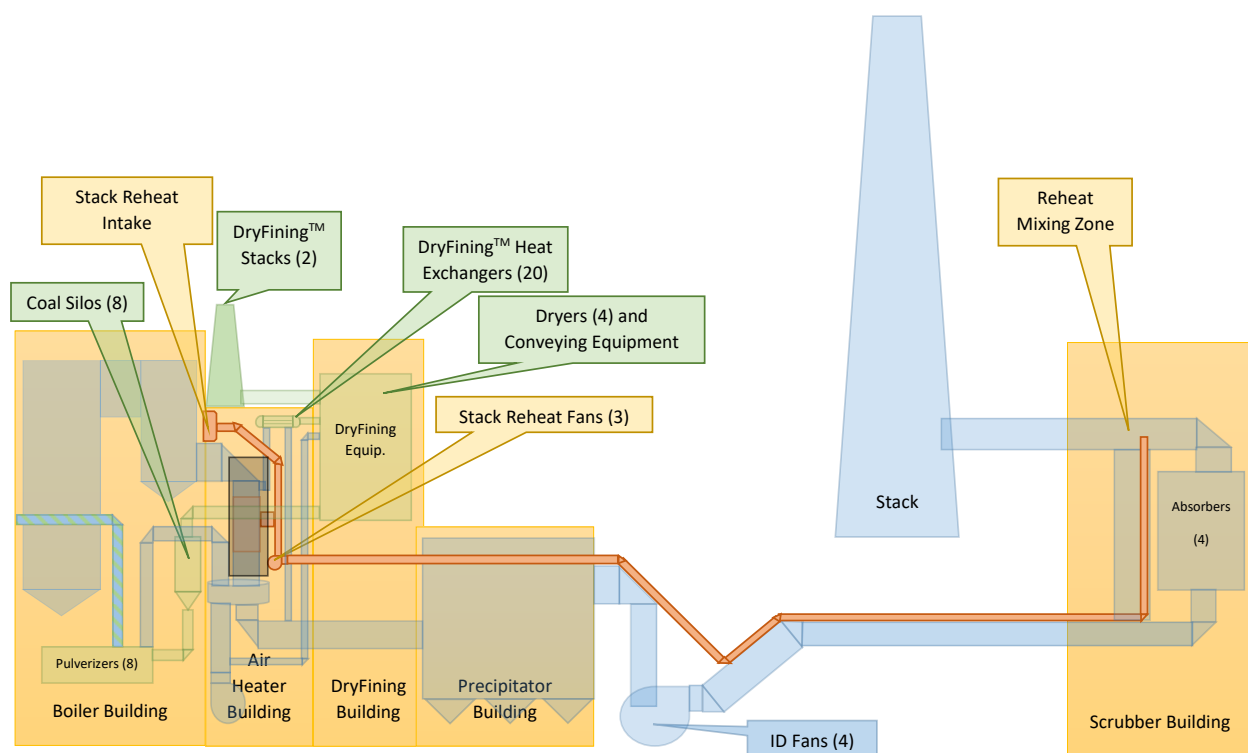 Stack Reheat
Intake
DryFining™
Stacks (2)
DryFining™ Heat
Exchangers (20)
Reheat
Mixing Zone
Coal Silos (8)
Dryers (4) and
Conveying Equipment
Stack Reheat Fans (3)
DryFining
Equip.
Stack
Absorbers
(4)
Pulverizers (8)
Boiler Building
Air
Heater
Building
DryFining
Building
Precipitator
Building
ID Fans (4)
Scrubber Building